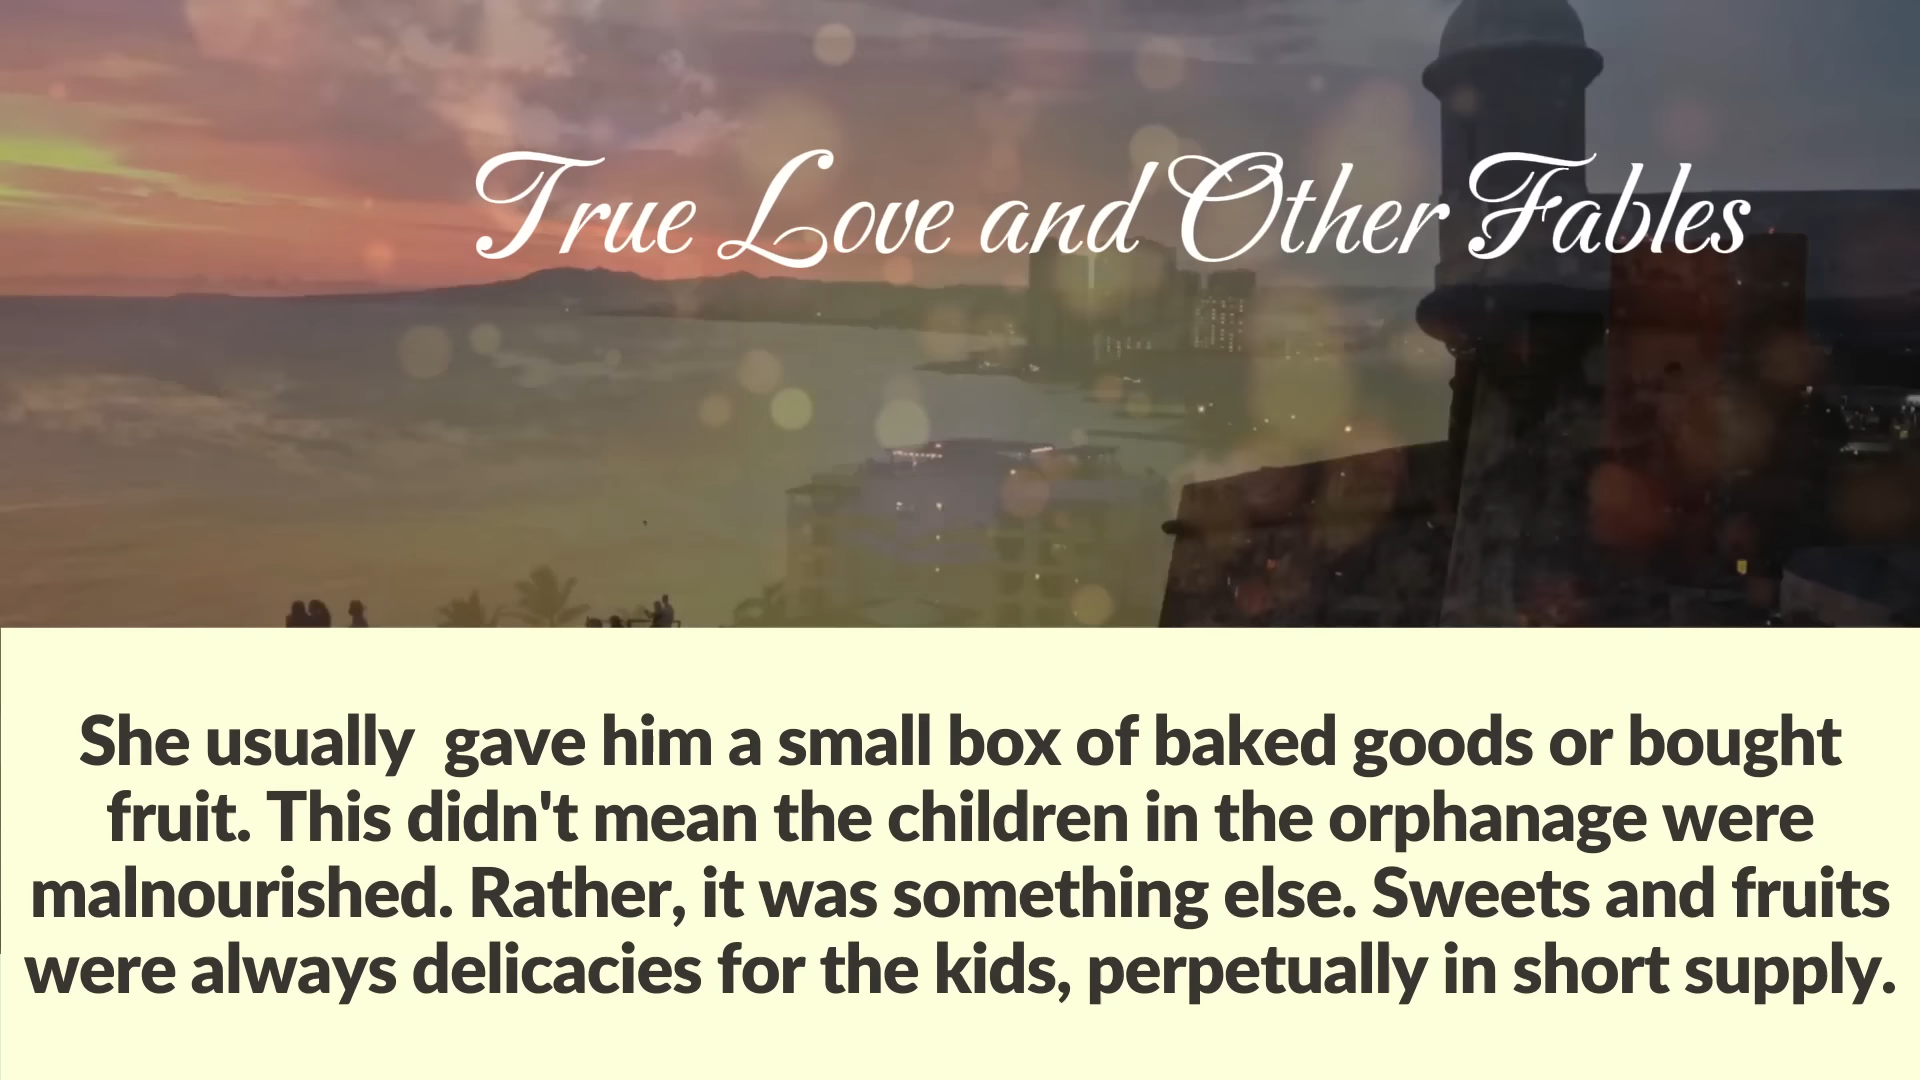 True Love and Other Fables
She usually  gave him a small box of baked goods or bought
fruit. This didn't mean the children in the orphanage were
malnourished. Rather, it was something else. Sweets and fruits
were always delicacies for the kids, perpetually in short supply.